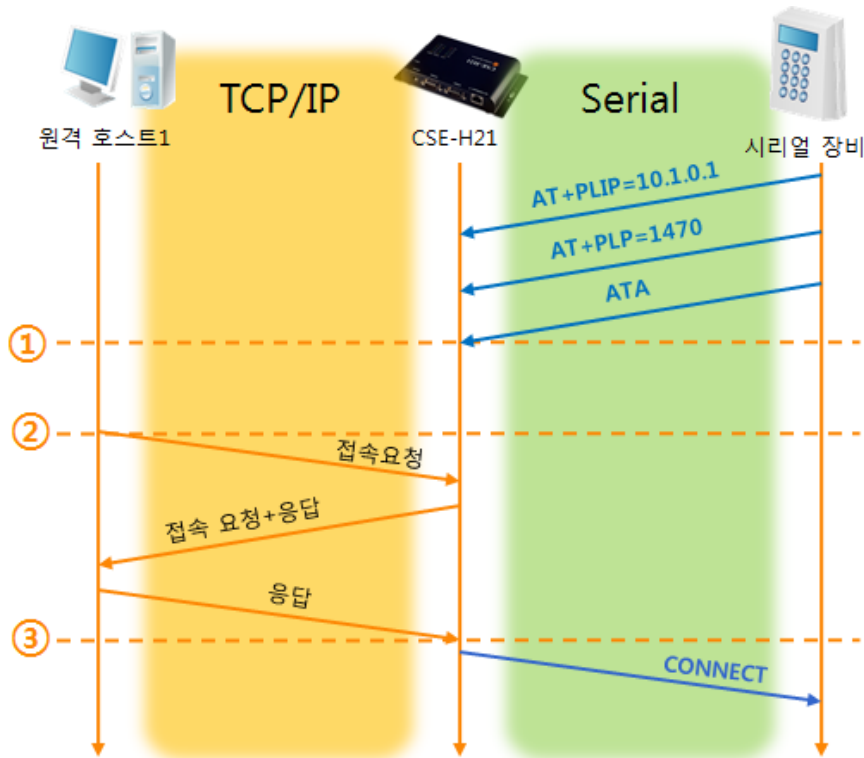 TCP/IP
Serial
원격 호스트1
CSE-H21
시리얼 장비
AT+PLIP=10.1.0.1
AT+PLP=1470
ATA
①
②
접속요청
접속 요청+응답
응답
③
CONNECT